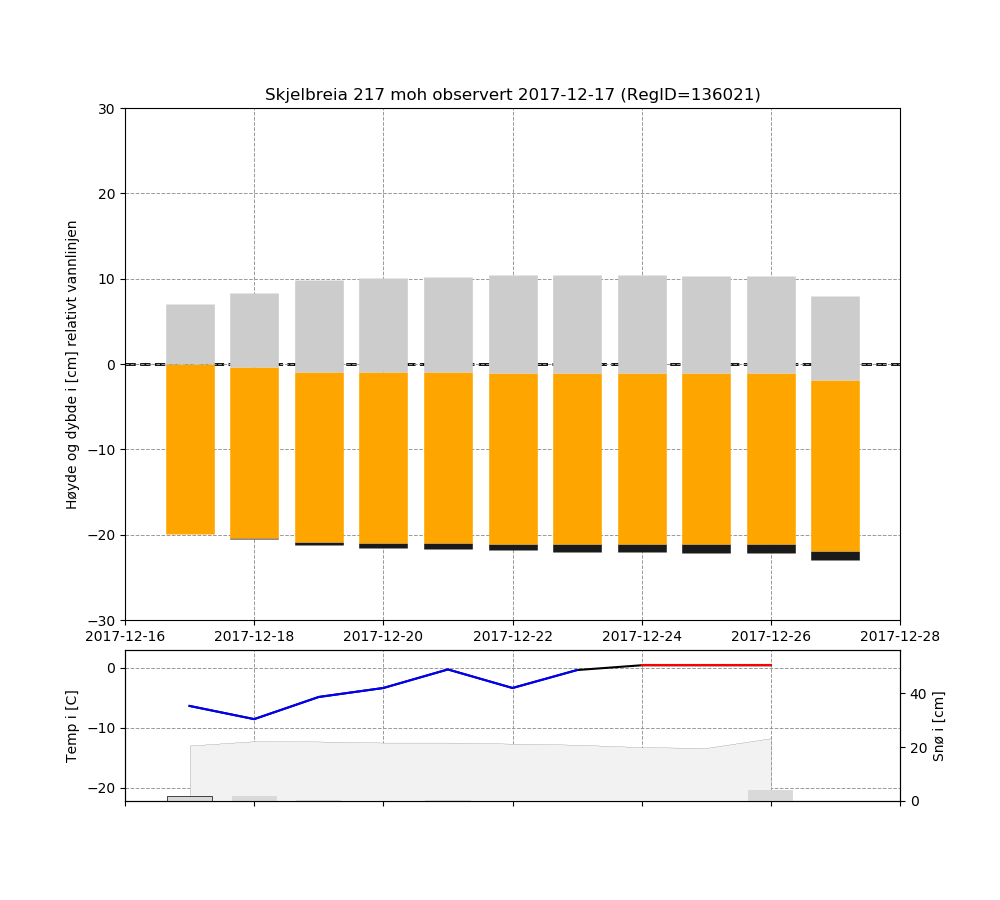 Skjelbreia 217 moh observert 2017-12-17 (RegID=136021)
Høyde og dybde i [cm] relativt vannlinjen
30
20
10
0
−10
−20
−30
2017-12-16 2017-12-18 2017-12-20 2017-12-22 2017-12-24 2017-12-26 2017-12-28
Temp i [C]
0
−10
−20
40
20
0
Snø i [cm]